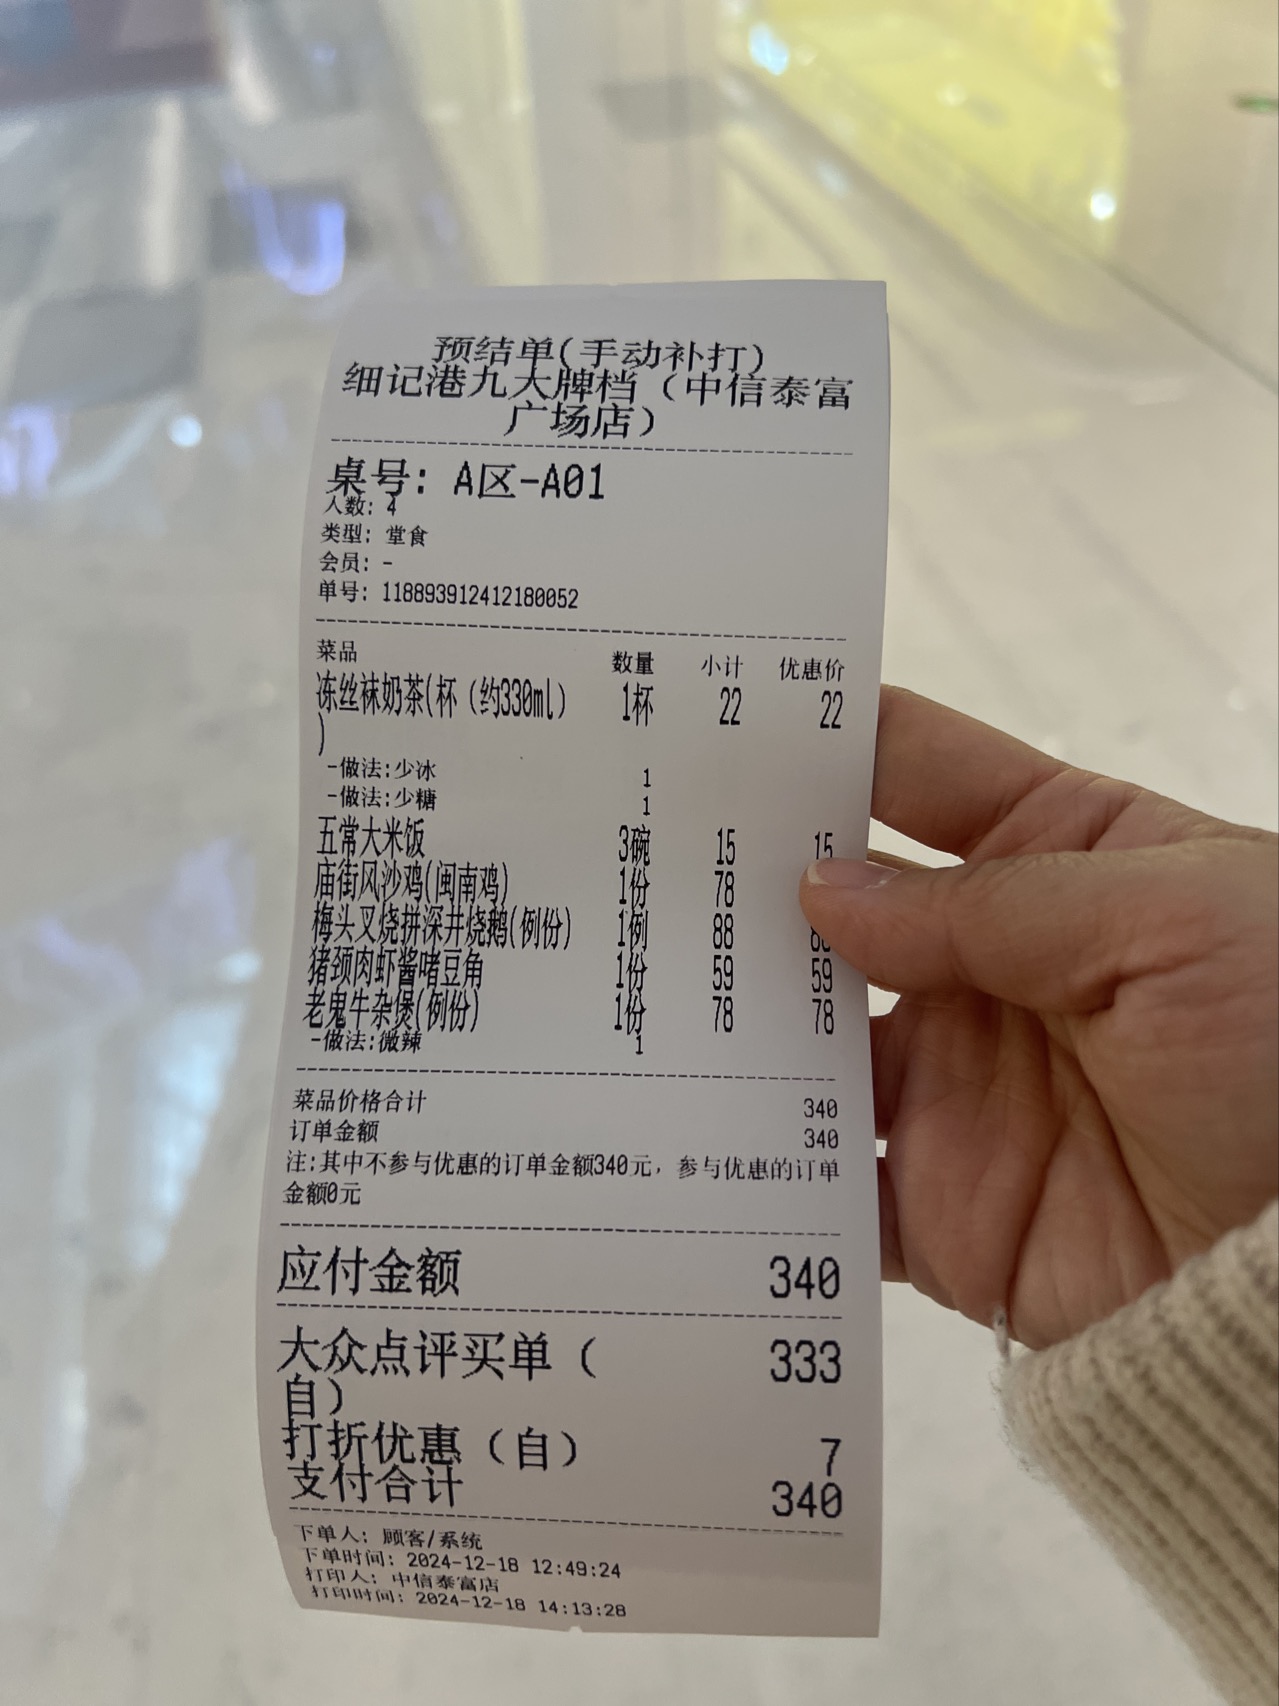 预结单(手动补打)
细记港九大牌档（中信泰富
广场店）
桌号: A区-A01
人数: 4
类型: 堂食
会员: -
单号: 118893912412180052
菜品 数量 小计 优惠价
冻丝袜奶茶(杯（约330ml） 1杯 22 22
)
-做法:少冰 1
-做法:少糖 1
五常大米饭 3碗 15 15
庙街风沙鸡(闽南鸡) 1份 78
梅头叉烧拼深井烧鹅(例份) 1例 88
猪颈肉虾酱啫豆角 1份 59 59
老鬼牛杂煲(例份) 1份 78 78
-做法:微辣 1
菜品价格合计 340
订单金额 340
注:其中不参与优惠的订单金额340元，参与优惠的订单
金额0元
应付金额 340
大众点评买单（ 333
自）
打折优惠（自） 7
支付合计 340
下单人: 顾客/系统
下单时间: 2024-12-18 12:49:24
打印人: 中信泰富店
打印时间: 2024-12-18 14:13:28